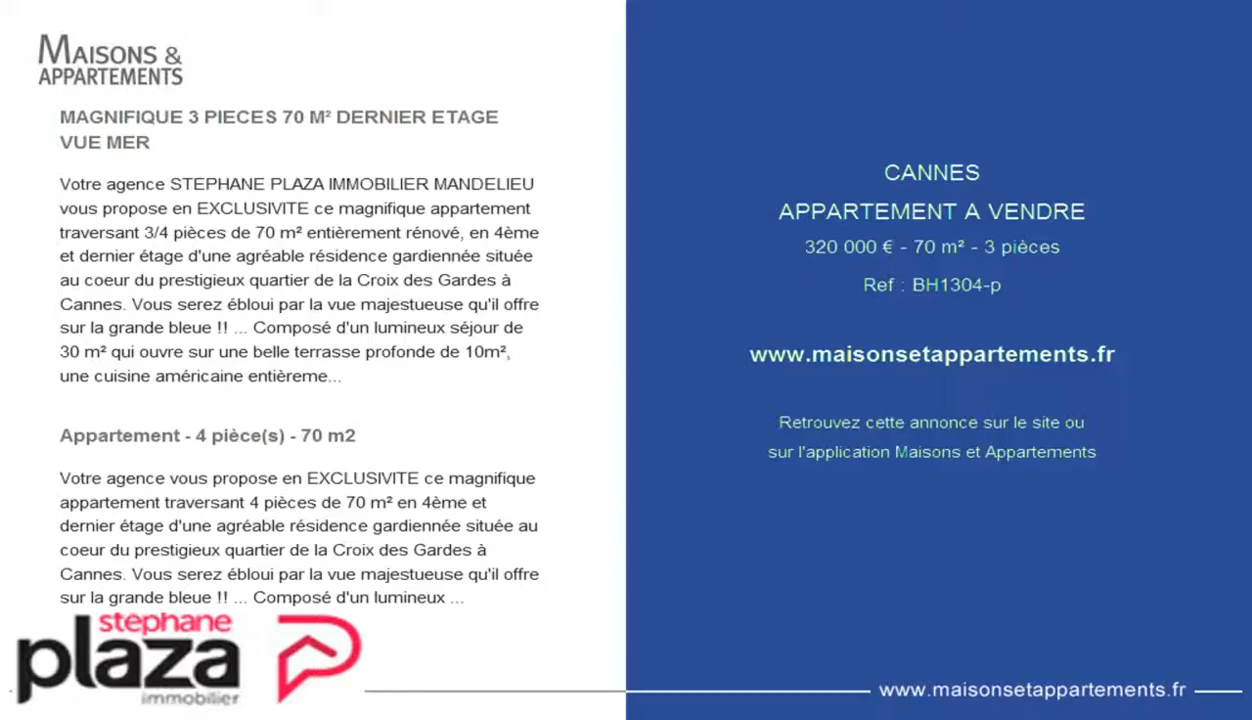 MAISONS &
APPARTEMENTS
MAGNIFIQUE 3 PIECES 70 M² DERNIER ETAGE
VUE MER
Votre agence STEPHANE PLAZA IMMOBILIER MANDELIEU
vous propose en EXCLUSIVITE ce magnifique appartement
traversant 3/4 pièces de 70 m² entièrement rénové, en 4ème
et dernier étage d'une agréable résidence gardiennée située
au coeur du prestigieux quartier de la Croix des Gardes à
Cannes. Vous serez ébloui par la vue majestueuse qu'il offre
sur la grande bleue !! ... Composé d'un lumineux séjour de
30 m² qui ouvre sur une belle terrasse profonde de 10m²,
une cuisine américaine entièreme...
Appartement - 4 pièce(s) - 70 m2
Votre agence vous propose en EXCLUSIVITE ce magnifique
appartement traversant 4 pièces de 70 m² en 4ème et
dernier étage d'une agréable résidence gardiennée située au
coeur du prestigieux quartier de la Croix des Gardes à
Cannes. Vous serez ébloui par la vue majestueuse qu'il offre
sur la grande bleue !! ... Composé d'un lumineux ...
stéphane
plaza
immobilier
CANNES
APPARTEMENT A VENDRE
320 000 € - 70 m² - 3 pièces
Ref : BH1304-p
www.maisonsetappartements.fr
Retrouvez cette annonce sur le site ou
sur l'application Maisons et Appartements
www.maisonsetappartements.fr